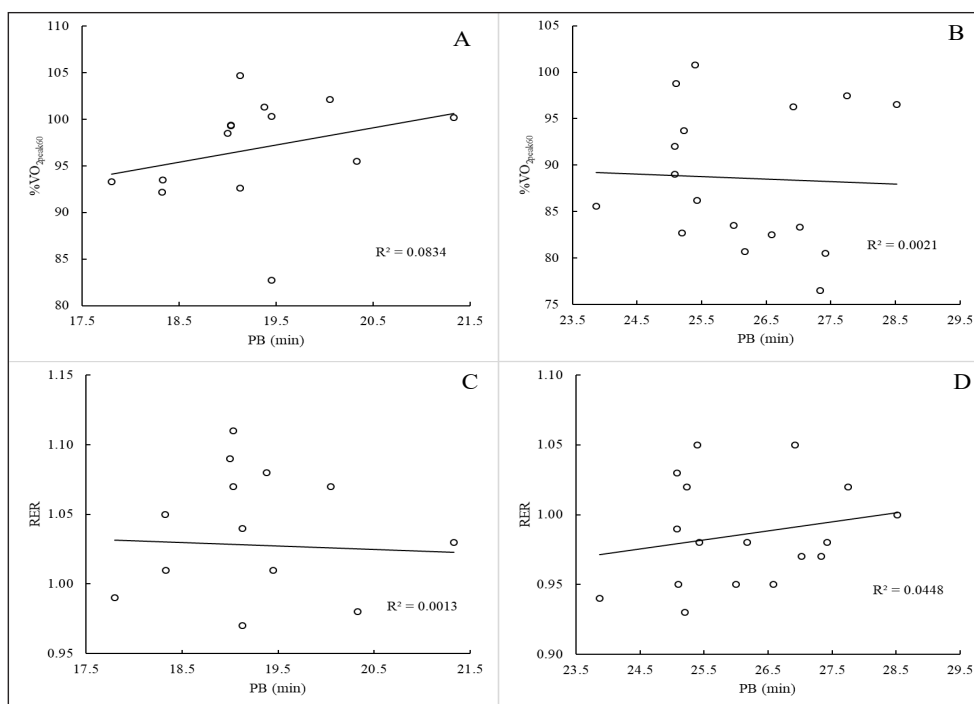 A
110
105
100
95
90
85
80
%VO2peak60
R² = 0.0834
17.5 18.5 19.5 20.5 21.5
PB (min)
B
105
100
95
90
85
80
75
%VO2peak60
R² = 0.0021
23.5 24.5 25.5 26.5 27.5 28.5 29.5
PB (min)
C
1.15
1.10
1.05
1.00
0.95
RER
R² = 0.0013
17.5 18.5 19.5 20.5 21.5
PB (min)
D
1.10
1.05
1.00
0.95
0.90
RER
R² = 0.0448
23.5 24.5 25.5 26.5 27.5 28.5 29.5
PB (min)